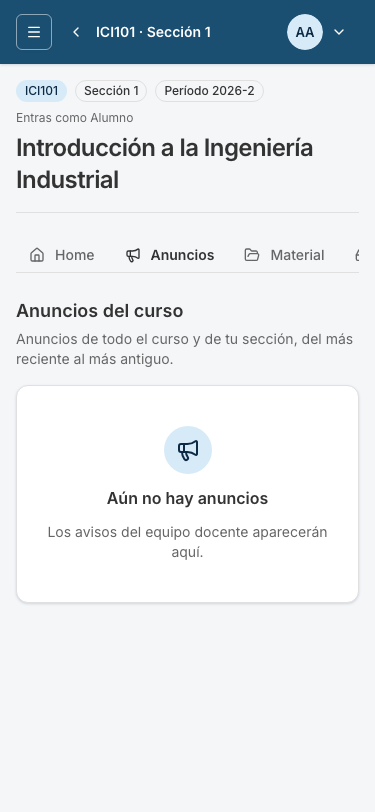 ICI101 · Sección 1
AA
ICI101
Sección 1
Período 2026-2
Entras como Alumno
Introducción a la Ingeniería
Industrial
Home
Anuncios
Material
Anuncios del curso
Anuncios de todo el curso y de tu sección, del más
reciente al más antiguo.
Aún no hay anuncios
Los avisos del equipo docente aparecerán
aquí.